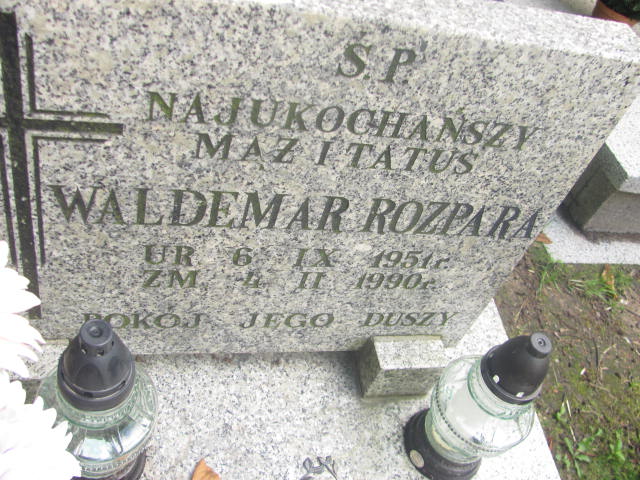 Ś.P
NAJUKOCHAŃSZY
MĄŻ I TATUŚ
WALDEMAR ROZPARA
UR 6 IX 1951r.
ZM. 4. II 1990r.
POKÓJ JEGO DUSZY